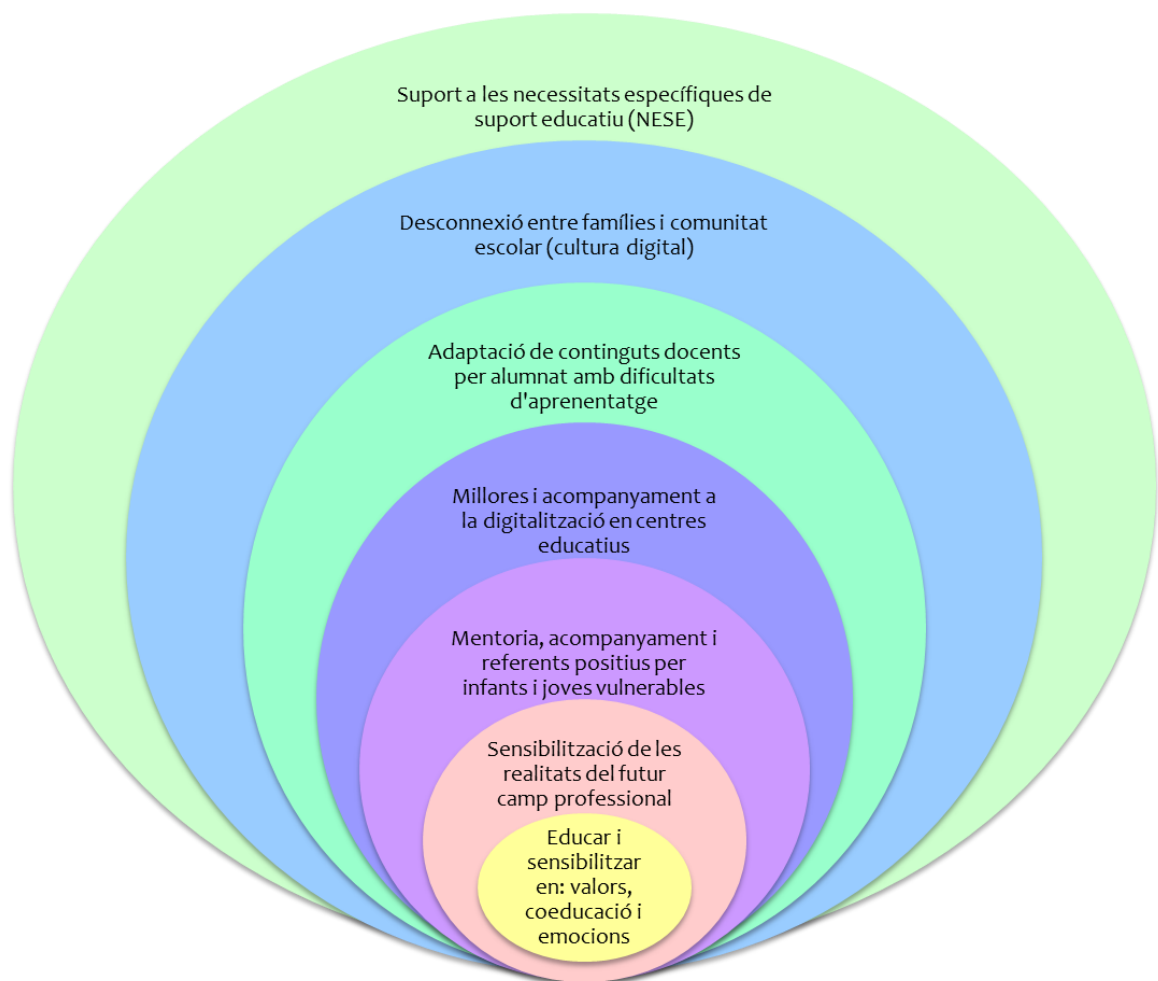 Suport a les necessitats específiques de
suport educatiu (NESE)
Desconnexió entre famílies i comunitat
escolar (cultura digital)
Adaptació de continguts docents
per alumnat amb dificultats
d'aprenentatge
Millores i acompanyament a
la digitalització en centres
educatius
Mentoria, acompanyament i
referents positius per
infants i joves vulnerables
Sensibilització de les
realitats del futur
camp professional
Educar i
sensibilitzar
en: valors,
coeducació i
emocions